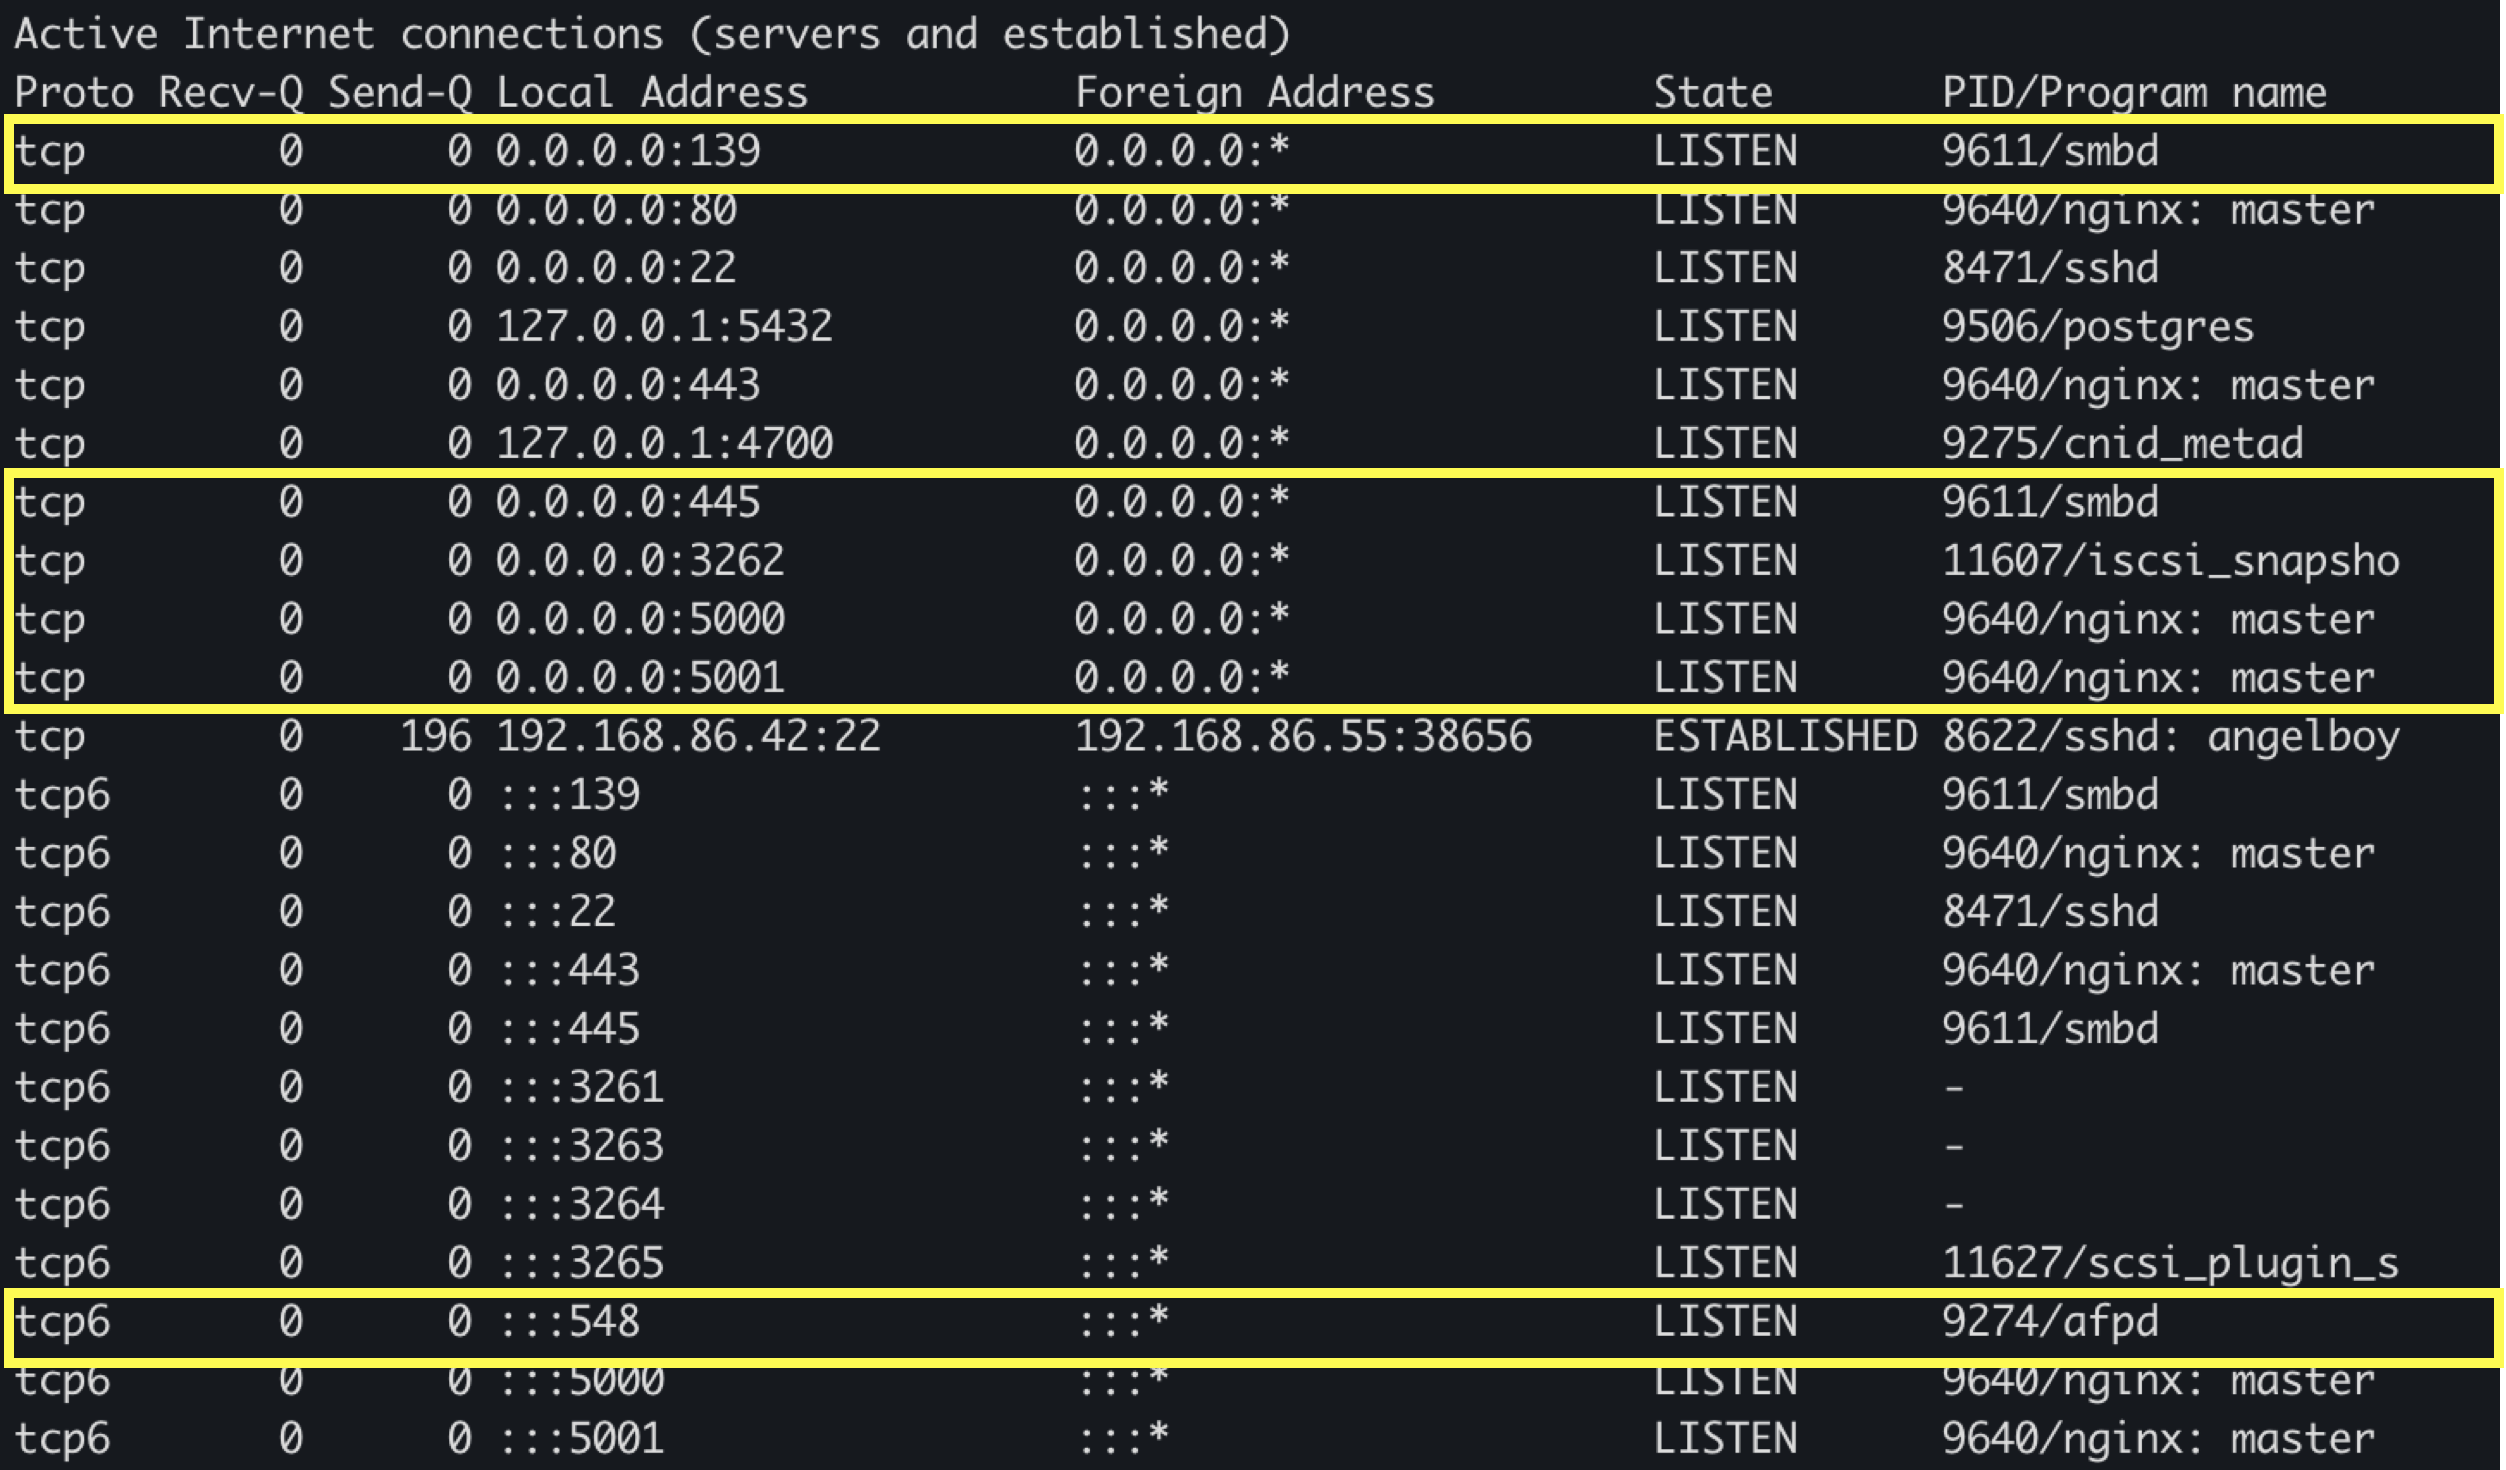 Active Internet connections (servers and established)
Proto Recv-Q Send-Q Local Address           Foreign Address         State       PID/Program name
tcp        0      0 0.0.0.0:139             0.0.0.0:*               LISTEN      9611/smbd
tcp        0      0 0.0.0.0:80              0.0.0.0:*               LISTEN      9640/nginx: master
tcp        0      0 0.0.0.0:22              0.0.0.0:*               LISTEN      8471/sshd
tcp        0      0 127.0.0.1:5432          0.0.0.0:*               LISTEN      9506/postgres
tcp        0      0 0.0.0.0:443             0.0.0.0:*               LISTEN      9640/nginx: master
tcp        0      0 127.0.0.1:4700          0.0.0.0:*               LISTEN      9275/cnid_metad
tcp        0      0 0.0.0.0:445             0.0.0.0:*               LISTEN      9611/smbd
tcp        0      0 0.0.0.0:3262            0.0.0.0:*               LISTEN      11607/iscsi_snapsho
tcp        0      0 0.0.0.0:5000            0.0.0.0:*               LISTEN      9640/nginx: master
tcp        0      0 0.0.0.0:5001            0.0.0.0:*               LISTEN      9640/nginx: master
tcp        0    196 192.168.86.42:22        192.168.86.55:38656     ESTABLISHED 8622/sshd: angelboy
tcp6       0      0 :::139                  :::*                    LISTEN      9611/smbd
tcp6       0      0 :::80                   :::*                    LISTEN      9640/nginx: master
tcp6       0      0 :::22                   :::*                    LISTEN      8471/sshd
tcp6       0      0 :::443                  :::*                    LISTEN      9640/nginx: master
tcp6       0      0 :::445                  :::*                    LISTEN      9611/smbd
tcp6       0      0 :::3261                 :::*                    LISTEN      -
tcp6       0      0 :::3263                 :::*                    LISTEN      -
tcp6       0      0 :::3264                 :::*                    LISTEN      -
tcp6       0      0 :::3265                 :::*                    LISTEN      11627/scsi_plugin_s
tcp6       0      0 :::548                  :::*                    LISTEN      9274/afpd
tcp6       0      0 :::5000                 :::*                    LISTEN      9640/nginx: master
tcp6       0      0 :::5001                 :::*                    LISTEN      9640/nginx: master